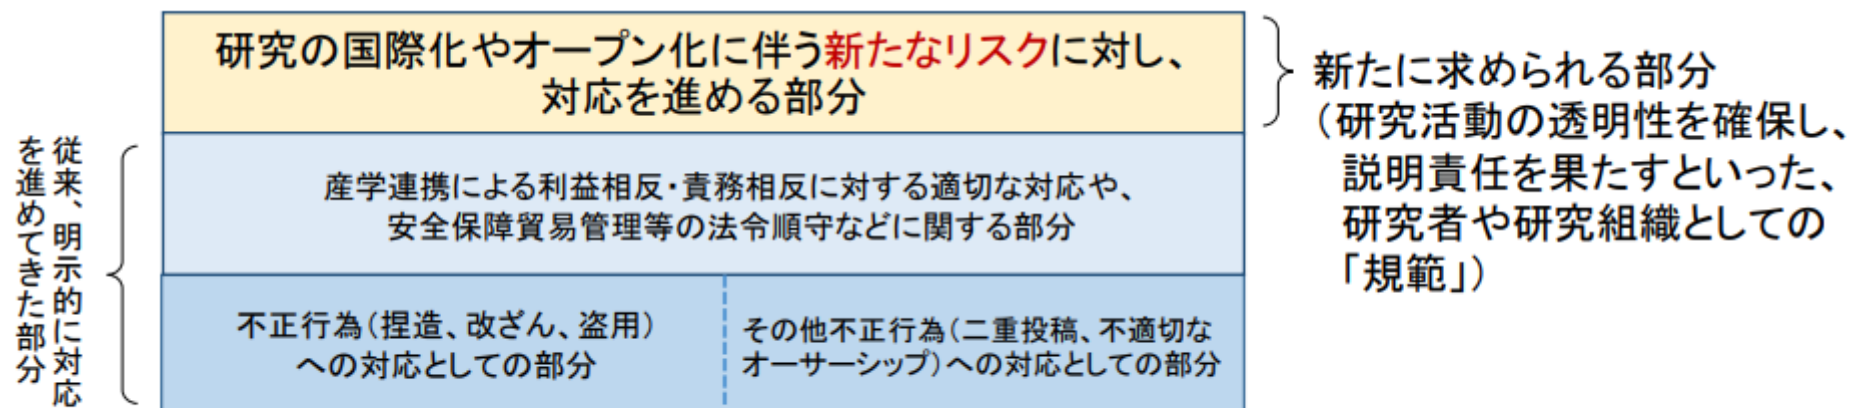 研究の国際化やオープン化に伴う新たなリスクに対し、
対応を進める部分
新たに求められる部分
（研究活動の透明性を確保し、
説明責任を果たすといった、
研究者や研究組織としての
「規範」）
従来、明示的に対応
を進めてきた部分
産学連携による利益相反・責務相反に対する適切な対応や、
安全保障貿易管理等の法令順守などに関する部分
不正行為（捏造、改ざん、盗用）
への対応としての部分
その他不正行為（二重投稿、不適切な
オーサーシップ）への対応としての部分